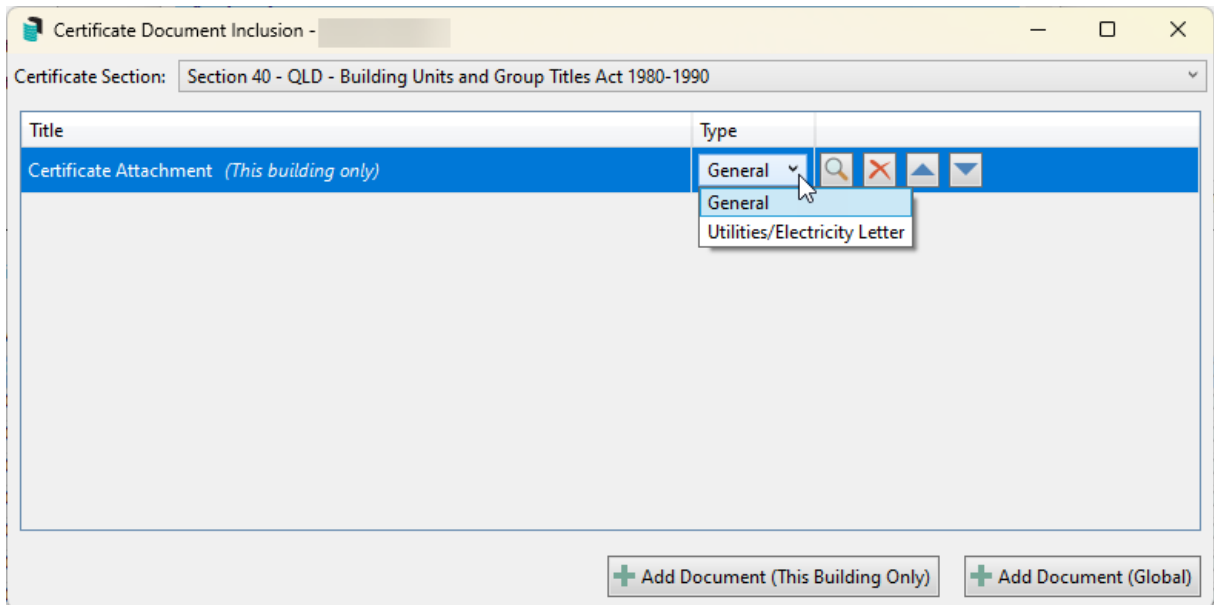 Certificate Document Inclusion -
Certificate Section: Section 40 - QLD - Building Units and Group Titles Act 1980-1990
Title Type
Certificate Attachment (This building only) General
General
Utilities/Electricity Letter
Add Document (This Building Only) Add Document (Global)